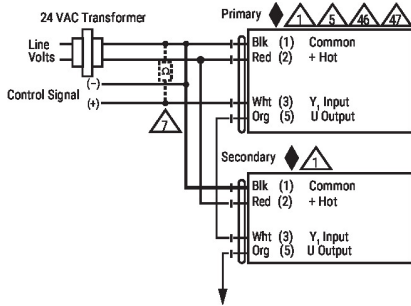 24 VAC Transformer
Primary 1 5 46 47
Line
Volts
Blk (1) Common
Red (2) + Hot
(–)
Control Signal
(+)
Ω
Wht (3) Y₁ Input
Org (5) U Output
7
Secondary 1
Blk (1) Common
Red (2) + Hot
Wht (3) Y₁ Input
Org (5) U Output